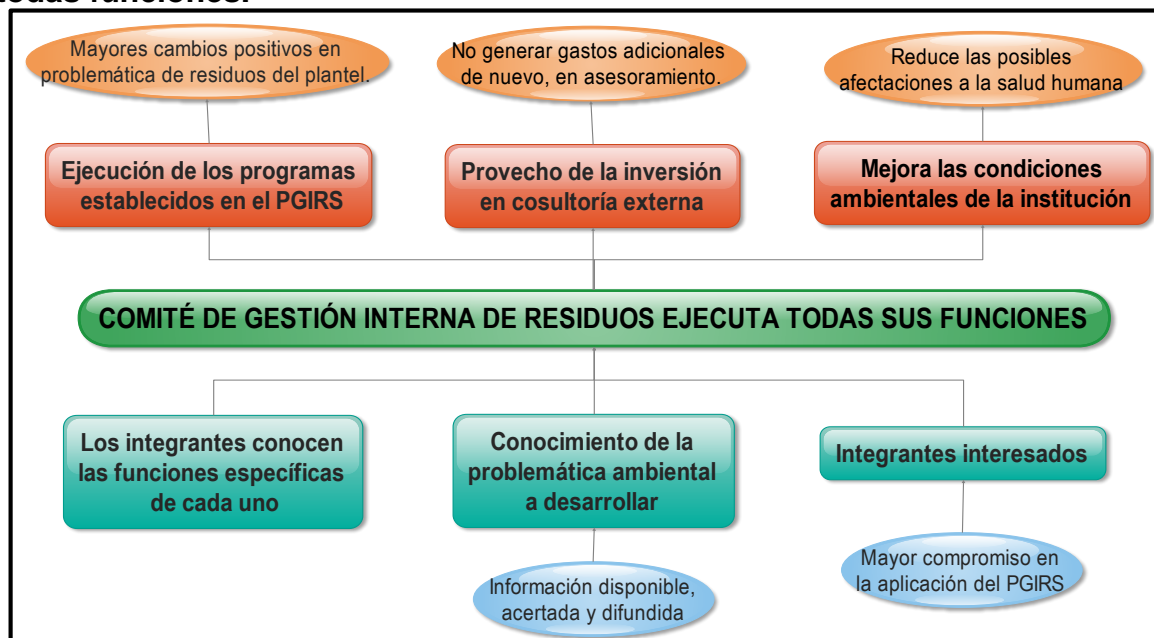 todas funciones.
Mayores cambios positivos en
problemática de residuos del plantel.
No generar gastos adicionales
de nuevo, en asesoramiento.
Reduce las posibles
afectaciones a la salud humana
Ejecución de los programas
establecidos en el PGIRS
Provecho de la inversión
en cosultoría externa
Mejora las condiciones
ambientales de la institución
COMITÉ DE GESTIÓN INTERNA DE RESIDUOS EJECUTA TODAS SUS FUNCIONES
Los integrantes conocen
las funciones específicas
de cada uno
Conocimiento de la
problemática ambiental
a desarrollar
Integrantes interesados
Información disponible,
acertada y difundida
Mayor compromiso en
la aplicación del PGIRS